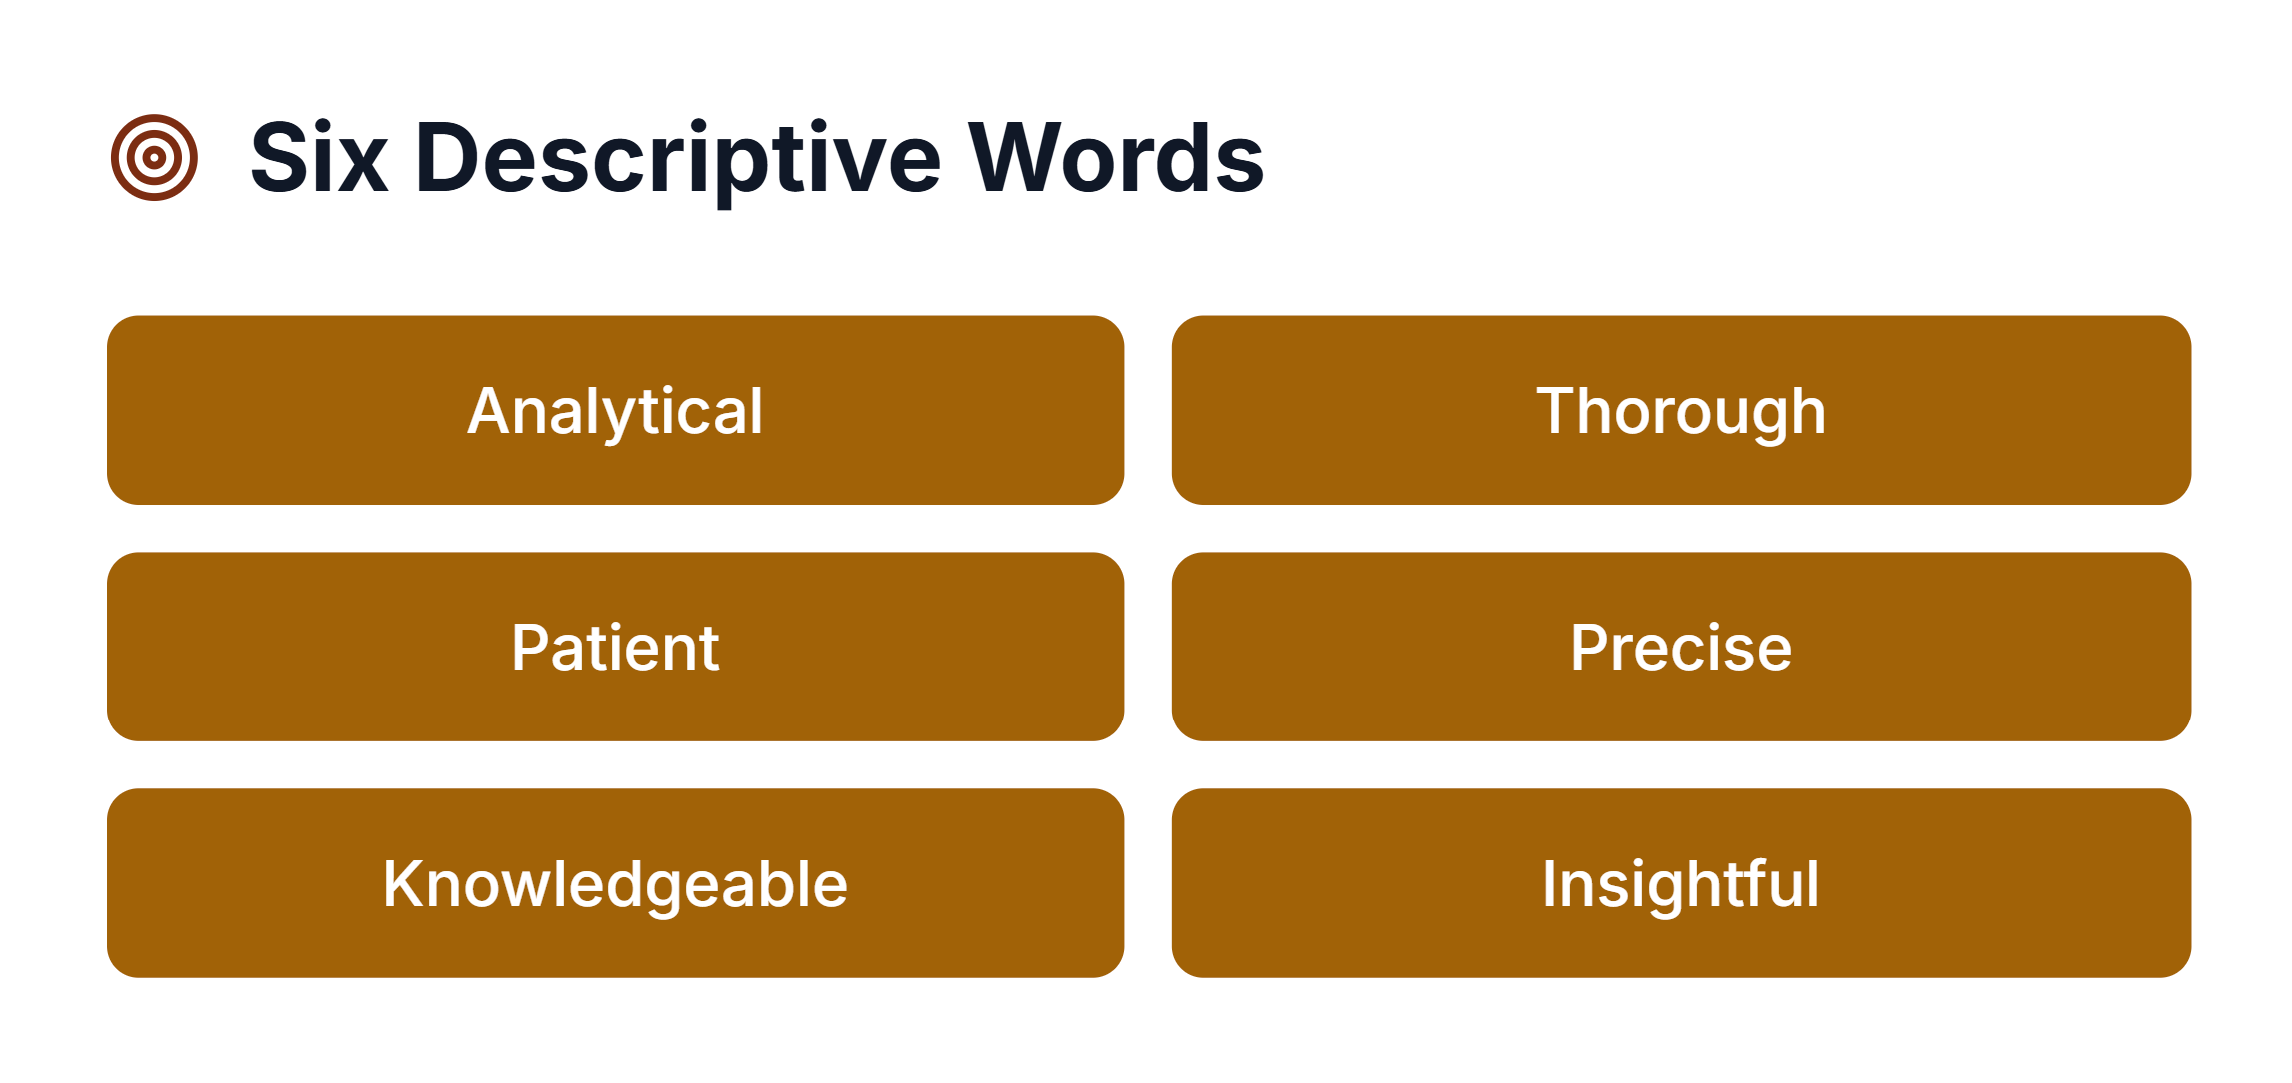 Six Descriptive Words
Analytical
Thorough
Patient
Precise
Knowledgeable
Insightful